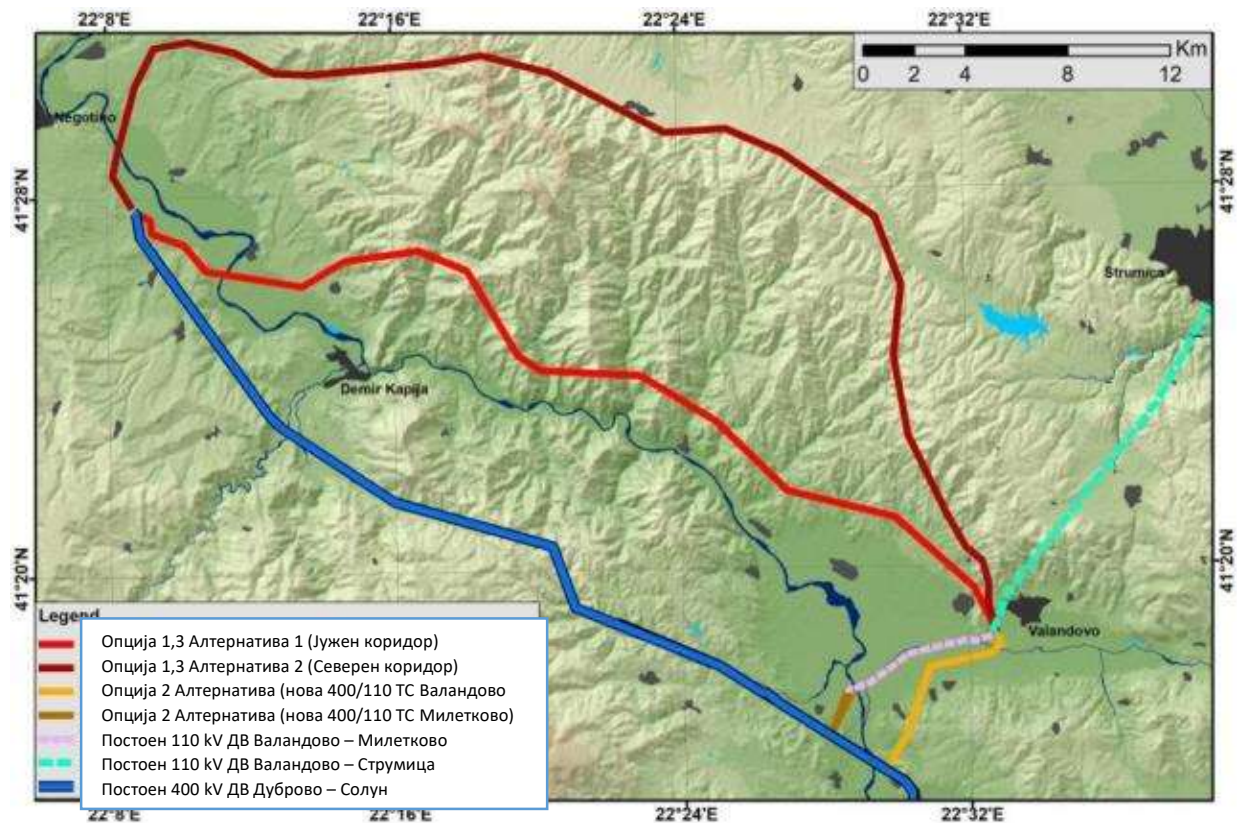 22°8'E 22°16'E 22°24'E 22°32'E
Km
0 2 4 8 12
Negotino
41°28'N
41°28'N
Strumica
Demir Kapija
41°20'N
41°20'N
Valandovo
Legend
Опција 1,3 Алтернатива 1 (Јужен коридор)
Опција 1,3 Алтернатива 2 (Северен коридор)
Опција 2 Алтернатива (нова 400/110 ТС Валандово
Опција 2 Алтернатива (нова 400/110 ТС Милетково)
Постоен 110 kV ДВ Валандово – Милетково
Постоен 110 kV ДВ Валандово – Струмица
Постоен 400 kV ДВ Дуброво – Солун
22°8'E 22°16'E 22°24'E 22°32'E